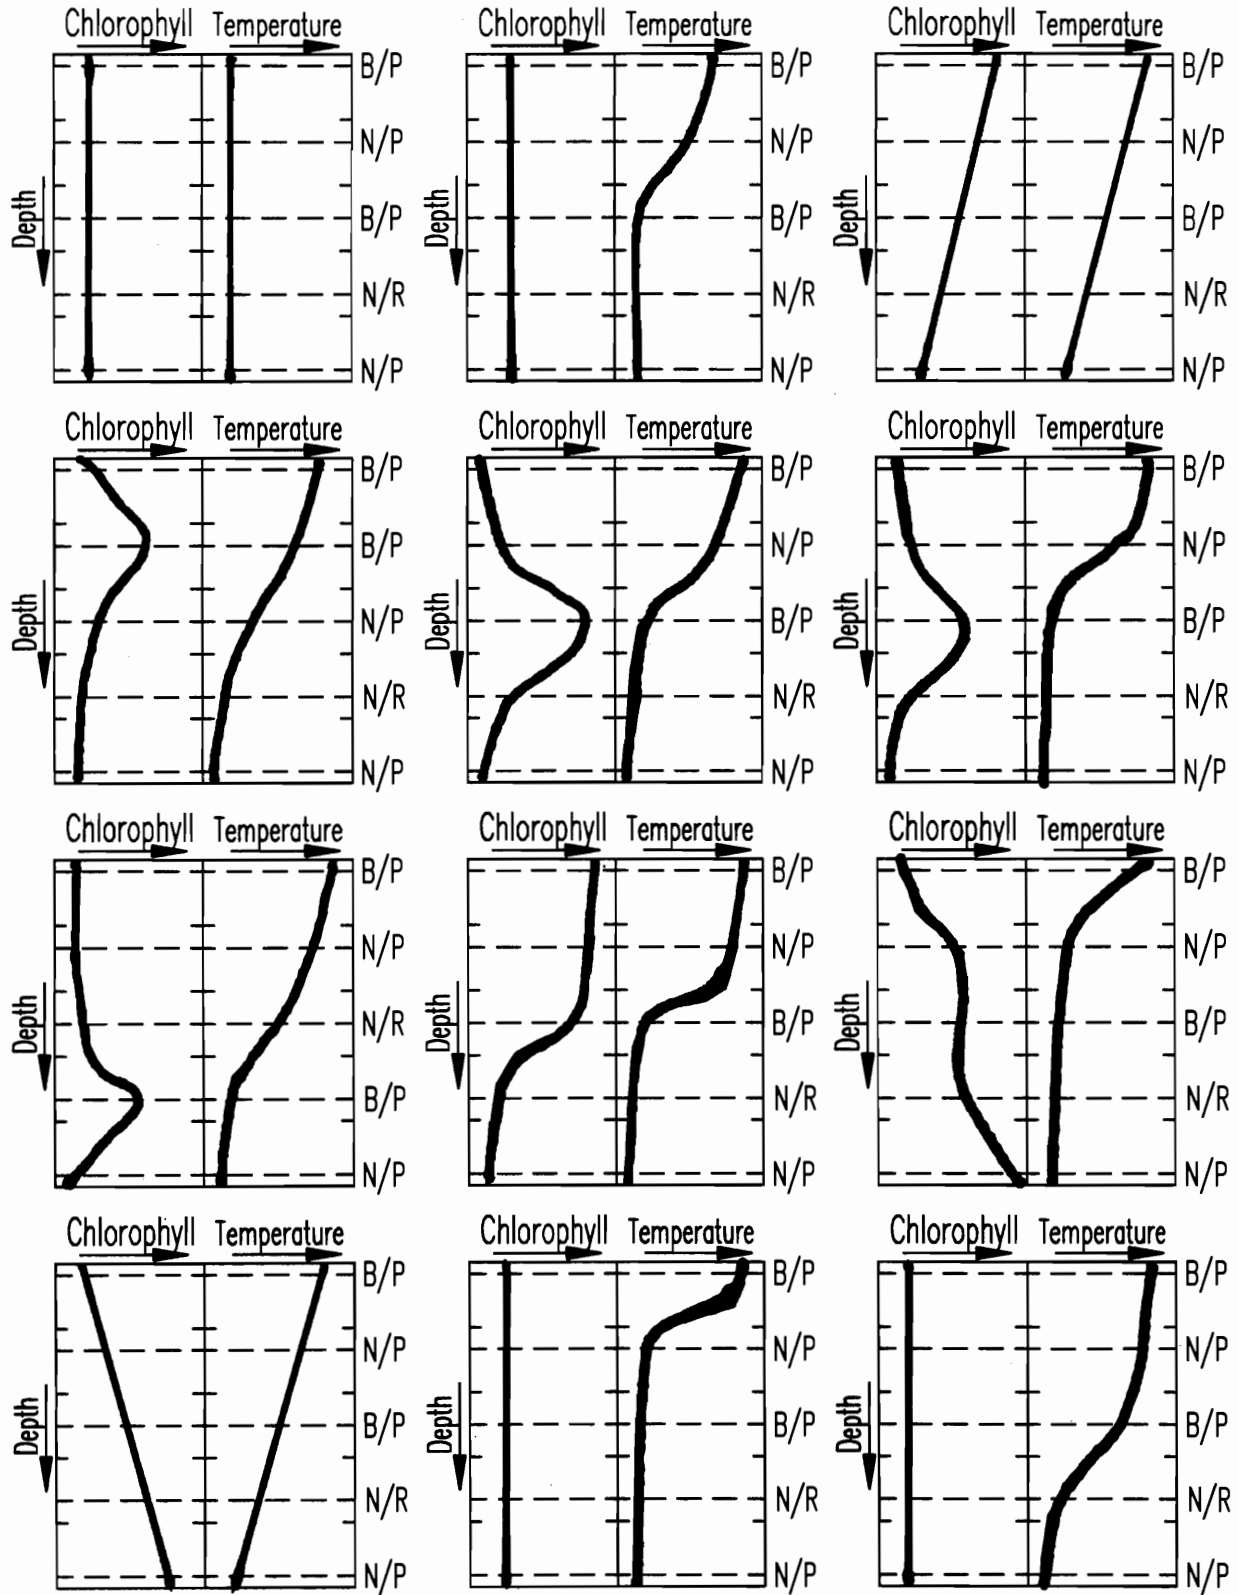 Chlorophyll Temperature Chlorophyll Temperature Chlorophyll Temperature
B/P B/P B/P
N/P N/P N/P
Depth Depth Depth
B/P B/P B/P
N/R N/R N/R
N/P N/P N/P
Chlorophyll Temperature Chlorophyll Temperature Chlorophyll Temperature
B/P B/P B/P
B/P N/P N/P
Depth Depth Depth
N/P B/P B/P
N/R N/R N/R
N/P N/P N/P
Chlorophyll Temperature Chlorophyll Temperature Chlorophyll Temperature
B/P B/P B/P
N/P N/P N/P
Depth Depth Depth
N/R B/P B/P
B/P N/R N/R
N/P N/P N/P
Chlorophyll Temperature Chlorophyll Temperature Chlorophyll Temperature
B/P B/P B/P
N/P N/P N/P
Depth Depth Depth
B/P B/P B/P
N/R N/R N/R
N/P N/P N/P